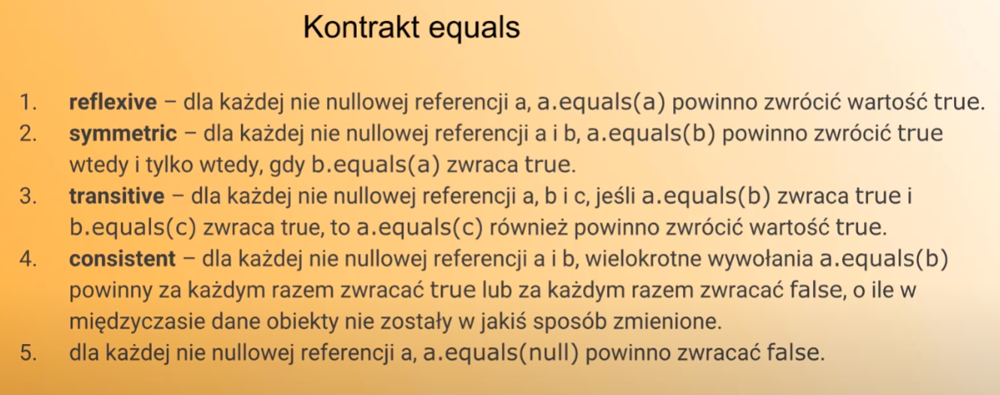 Kontrakt equals
1. reflexive – dla każdej nie nullowej referencji a, a.equals(a) powinno zwrócić wartość true.
2. symmetric – dla każdej nie nullowej referencji a i b, a.equals(b) powinno zwrócić true
wtedy i tylko wtedy, gdy b.equals(a) zwraca true.
3. transitive – dla każdej nie nullowej referencji a, b i c, jeśli a.equals(b) zwraca true i
b.equals(c) zwraca true, to a.equals(c) również powinno zwrócić wartość true.
4. consistent – dla każdej nie nullowej referencji a i b, wielokrotne wywołania a.equals(b)
powinny za każdym razem zwracać true lub za każdym razem zwracać false, o ile w
międzyczasie dane obiekty nie zostały w jakiś sposób zmienione.
5. dla każdej nie nullowej referencji a, a.equals(null) powinno zwracać false.